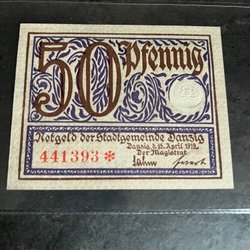 50 Pfennig
Notgeld der Stadtgemeinde Danzig
Danzig, d. 15. April 1919.
Der Magistrat
441393*